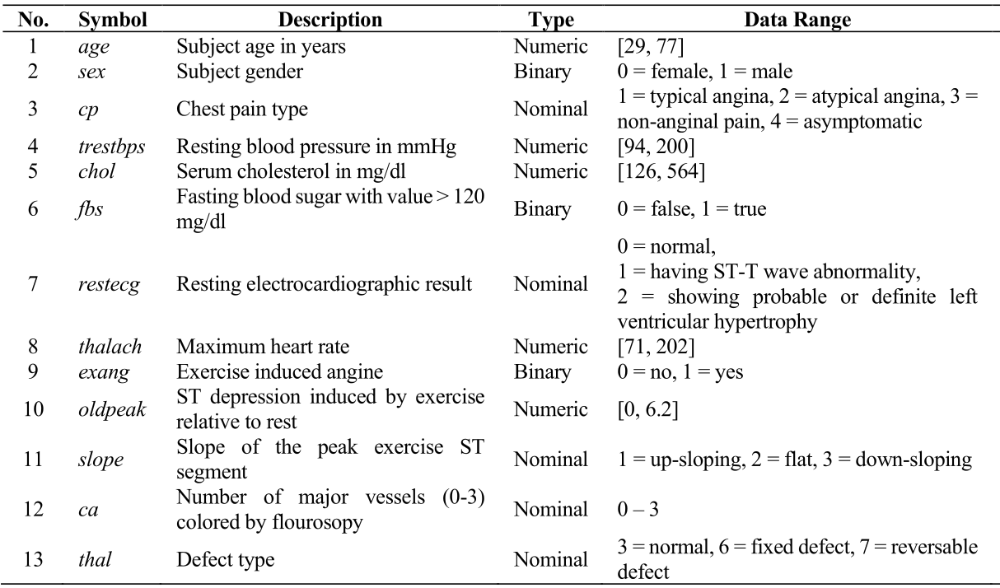 No. Symbol Description Type Data Range
1 age Subject age in years Numeric [29, 77]
2 sex Subject gender Binary 0 = female, 1 = male
3 cp Chest pain type Nominal 1 = typical angina, 2 = atypical angina, 3 =
non-anginal pain, 4 = asymptomatic
4 trestbps Resting blood pressure in mmHg Numeric [94, 200]
5 chol Serum cholesterol in mg/dl Numeric [126, 564]
6 fbs Fasting blood sugar with value > 120
mg/dl Binary 0 = false, 1 = true
7 restecg Resting electrocardiographic result Nominal 0 = normal,
1 = having ST-T wave abnormality,
2 = showing probable or definite left
ventricular hypertrophy
8 thalach Maximum heart rate Numeric [71, 202]
9 exang Exercise induced angine Binary 0 = no, 1 = yes
10 oldpeak ST depression induced by exercise
relative to rest Numeric [0, 6.2]
11 slope Slope of the peak exercise ST
segment Nominal 1 = up-sloping, 2 = flat, 3 = down-sloping
12 ca Number of major vessels (0-3)
colored by flourosopy Nominal 0 – 3
13 thal Defect type Nominal 3 = normal, 6 = fixed defect, 7 = reversable
defect